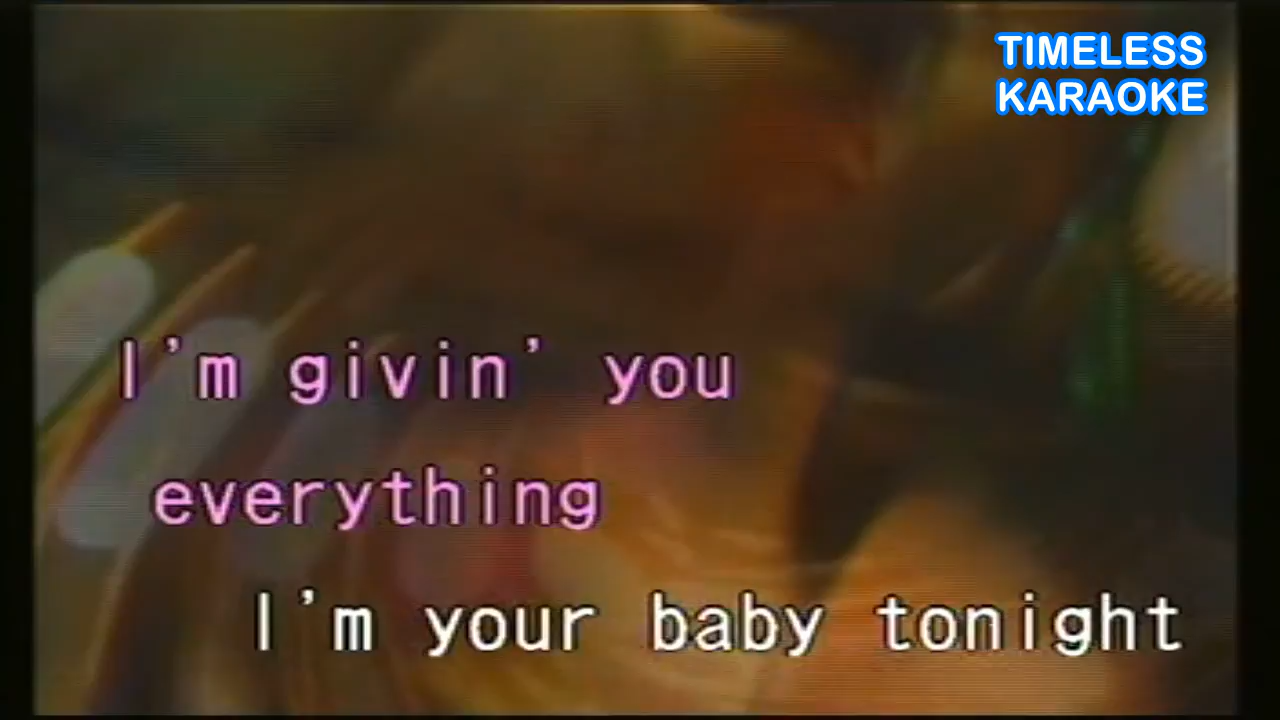 TIMELESS
KARAOKE
I'm givin' you
everything
I'm your baby tonight